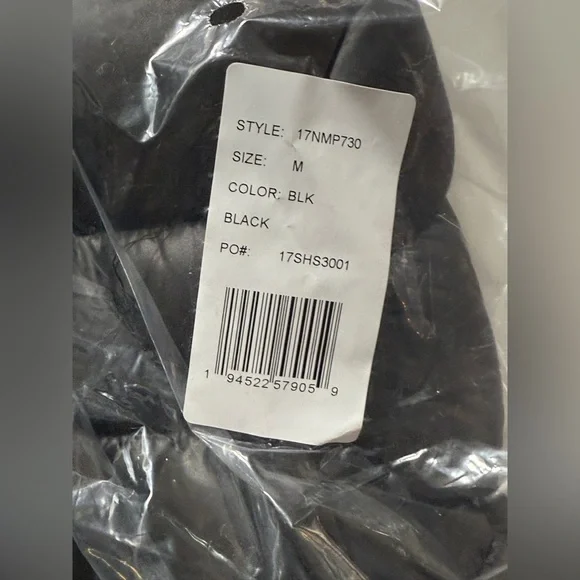 STYLE: 17NMP730
SIZE: M
COLOR: BLK
BLACK
PO#: 17SHS3001
1 94522 57905 9